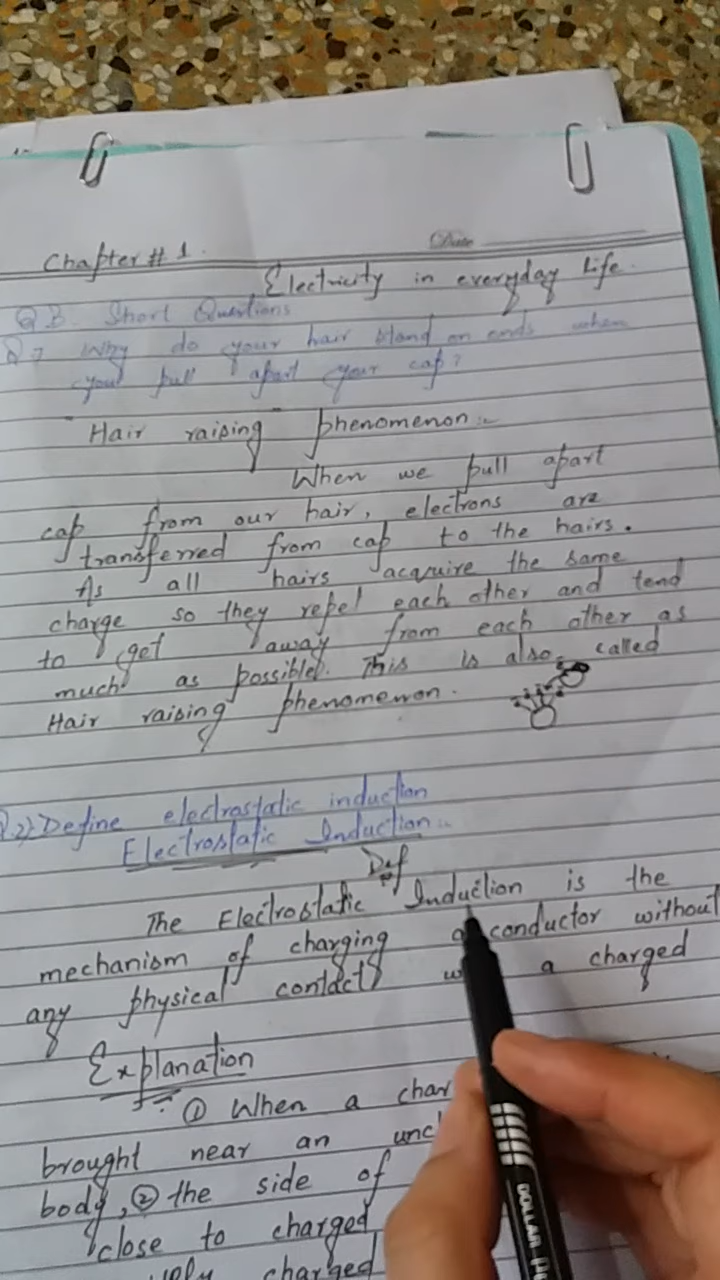 Date
Chapter # 1.
Electricity in everyday life.
Q B. Short Questions
Q 1 Why do your hair stand on ends when
you pull apart your cap?
"Hair raising" phenomenon:-
When we pull apart
cap from our hair, electrons are
transferred from cap to the hairs.
As all hairs acquire the same
charge so they repel each other and tend
to get away from each other as
much as possible. This is also called
Hair raising phenomenon.
Q.2) Define electrostatic induction
Electrostatic Induction:-
Def
The Electrostatic Induction is the
mechanism of charging a conductor without
any physical contact a charged
Explanation
① When a char
brought near an unc
body, ② the side of
close to charged
charged
DOLLAR